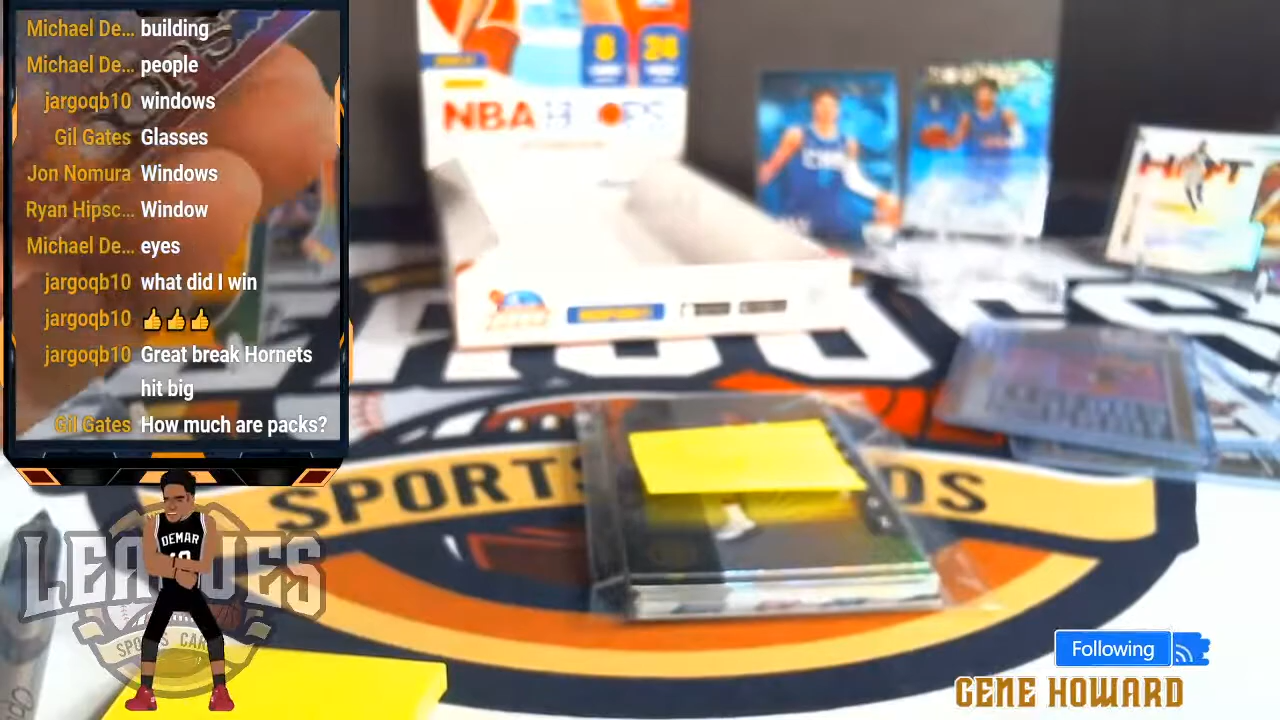 Michael De... building
Michael De... people
jargoqb10 windows
Gil Gates Glasses
Jon Nomura Windows
Ryan Hipsc... Window
Michael De... eyes
jargoqb10 what did I win
jargoqb10 👍👍👍
jargoqb10 Great break Hornets
hit big
Gil Gates How much are packs?
8 24
NBA
SPORTS
DEMAR
Following
GENE HOWARD